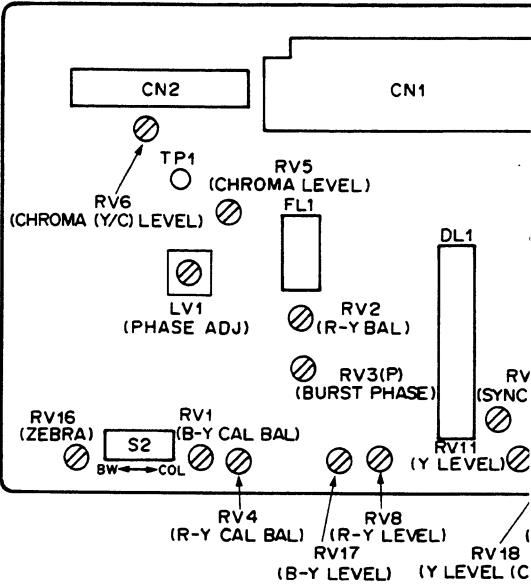 CN2
CN1
TP1
RV6
(CHROMA (Y/C) LEVEL)
RV5
(CHROMA LEVEL)
FL1
DL1
LV1
(PHASE ADJ)
RV2
(R-Y BAL)
RV3(P)
(BURST PHASE)
RV
(SYNC
RV16
(ZEBRA)
S2
BW COL
RV1
(B-Y CAL BAL)
RV11
(Y LEVEL)
RV4
(R-Y CAL BAL)
RV8
(R-Y LEVEL)
RV17
(B-Y LEVEL)
(
RV18
(Y LEVEL (C